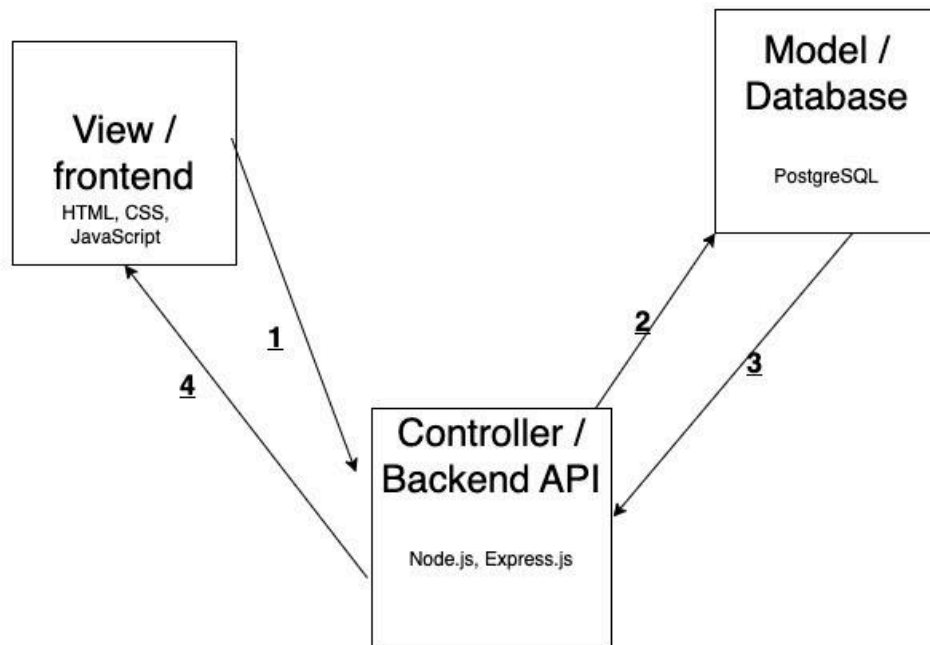 View /
frontend
HTML, CSS,
JavaScript
Model /
Database
PostgreSQL
1
2
3
4
Controller /
Backend API
Node.js, Express.js